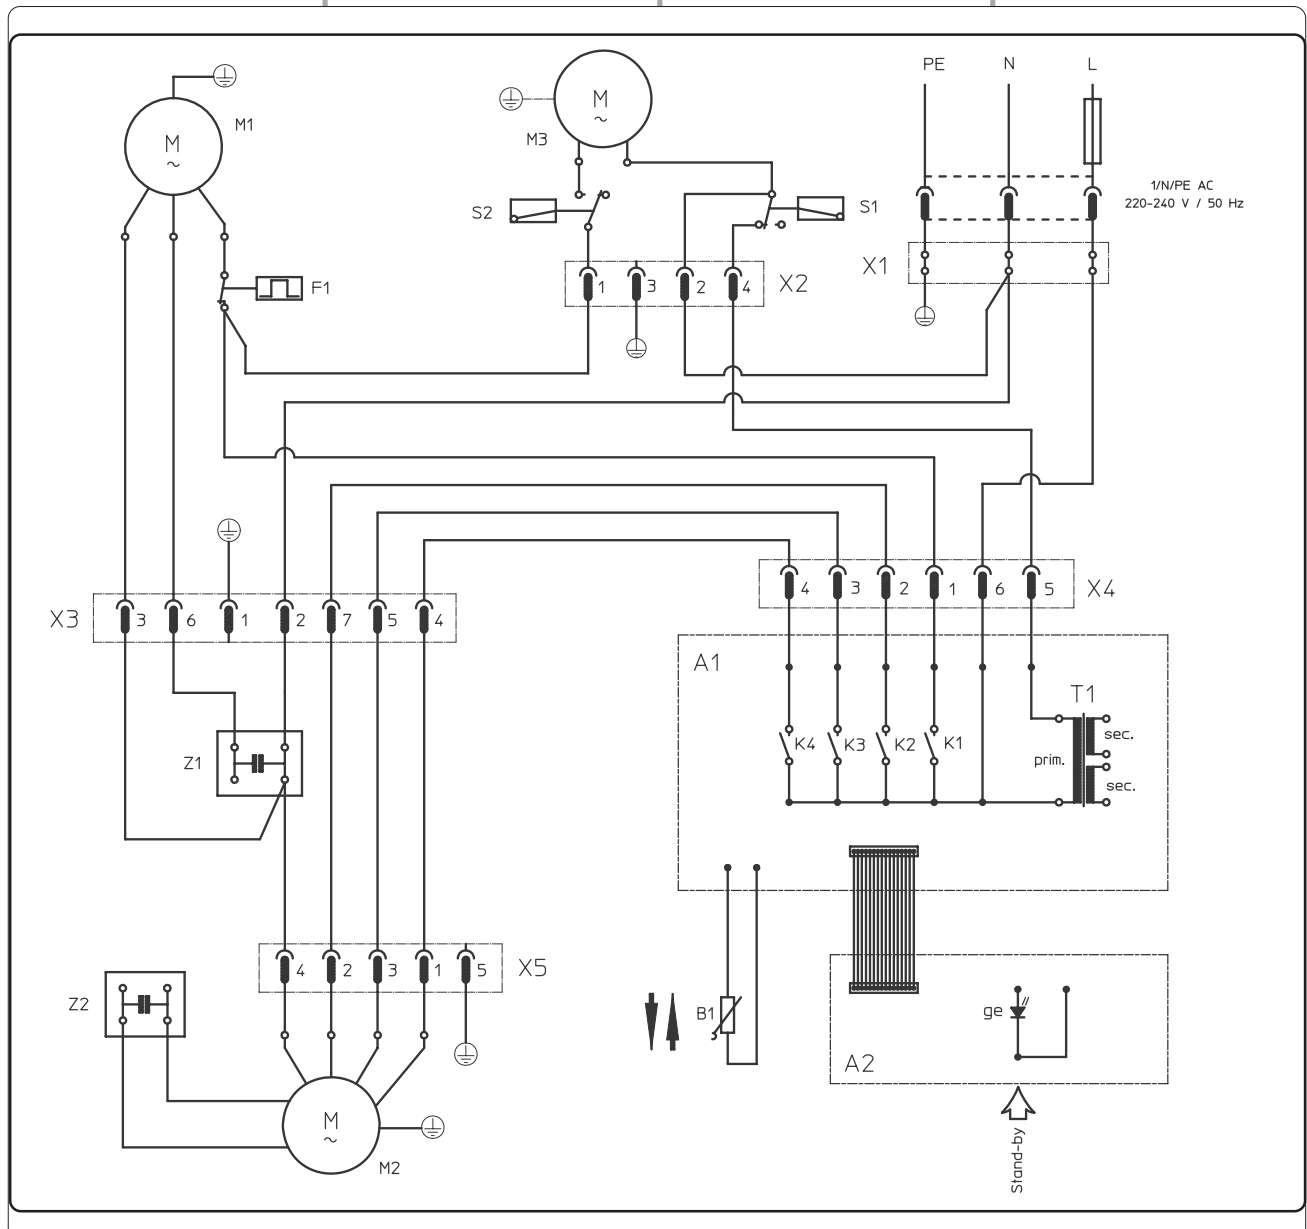 PE N L
M
~
M1
M
~
M3
1/N/PE AC
220-240 V / 50 Hz
S2
S1
X1
F1
1 3 2 4 X2
X3 3 6 1 2 7 5 4
4 3 2 1 6 5 X4
A1
T1
K4 K3 K2 K1
sec.
prim.
sec.
Z1
4 2 3 1 5 X5
Z2
B1
ge
A2
M
~
M2
Stand-by